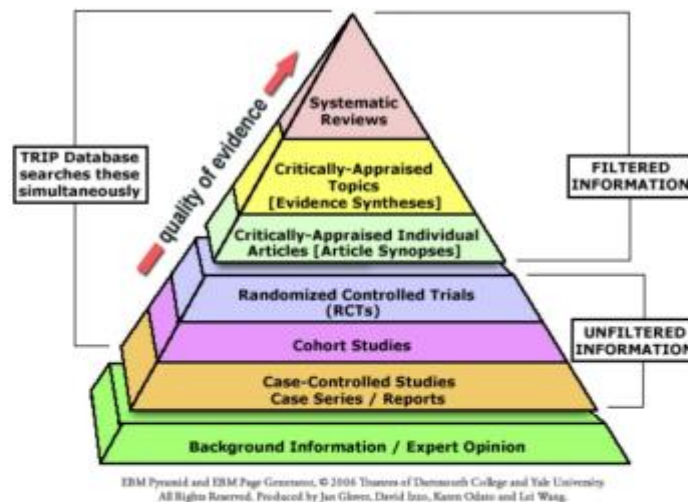 Systematic
Reviews
quality of evidence
TRIP Database
searches these
simultaneously
Critically-Appraised
Topics
[Evidence Syntheses]
FILTERED
INFORMATION
Critically-Appraised Individual
Articles [Article Synopses]
Randomized Controlled Trials
(RCTs)
UNFILTERED
INFORMATION
Cohort Studies
Case-Controlled Studies
Case Series / Reports
Background Information / Expert Opinion
EBM Pyramid and EBM Page Generator, © 2006 Trustees of Dartmouth College and Yale University.
All Rights Reserved. Produced by Jan Glover, David Izzo, Karen Odato and Lei Wang.